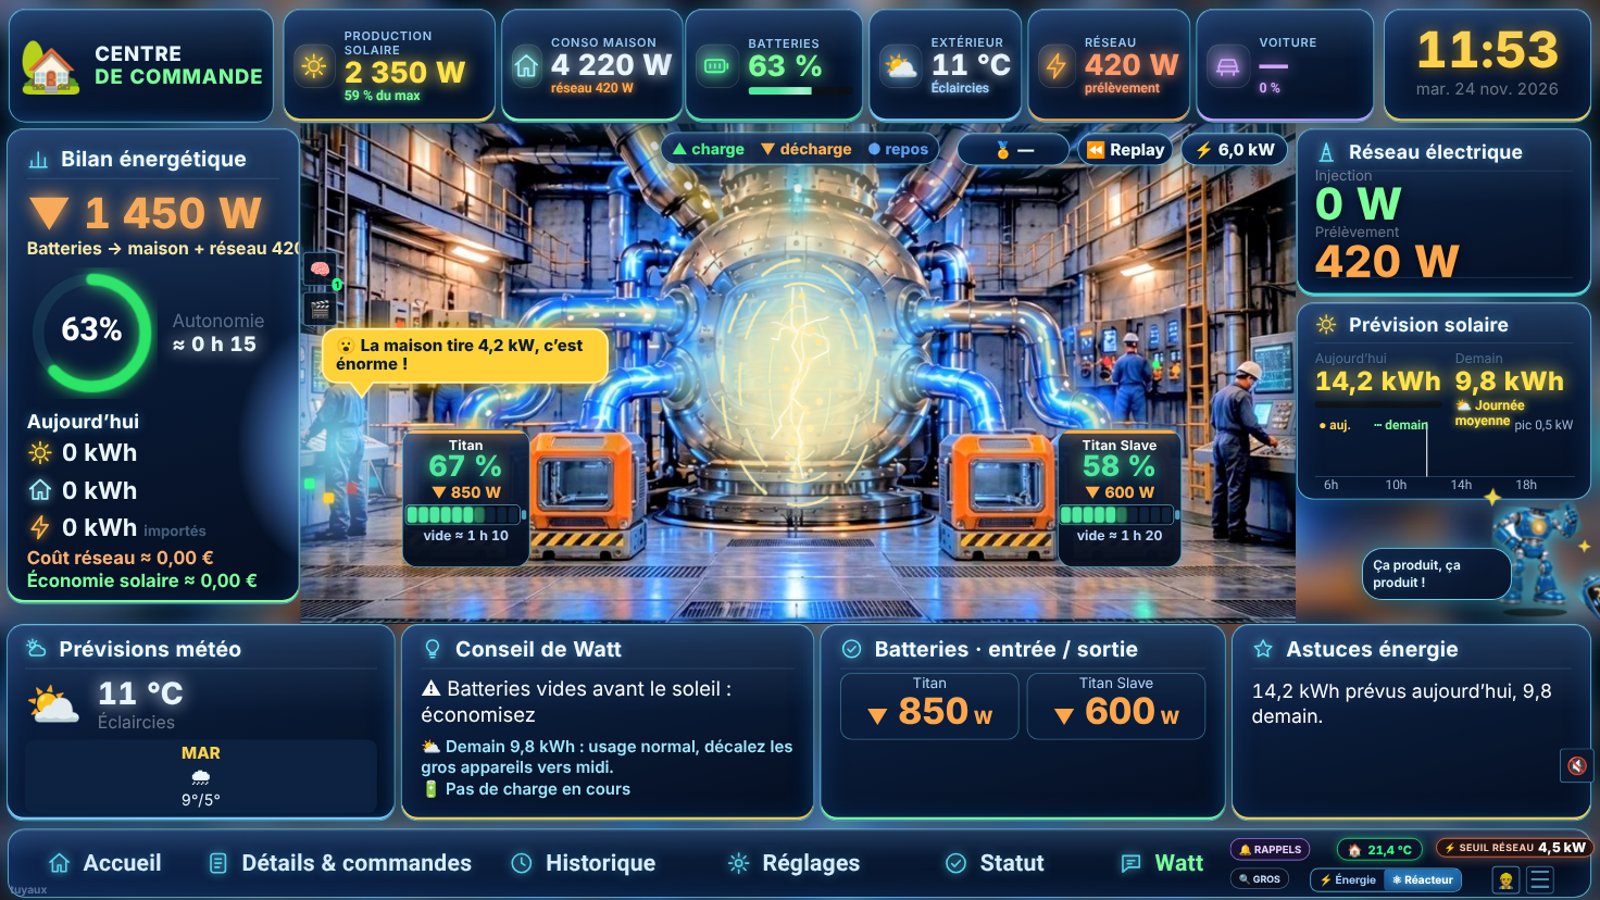 CENTRE
DE COMMANDE
PRODUCTION
SOLAIRE
2 350 W
59 % du max
CONSO MAISON
4 220 W
réseau 420 W
BATTERIES
63 %
EXTÉRIEUR
11 °C
Éclaircies
RÉSEAU
420 W
prélèvement
VOITURE
—
0 %
11:53
mar. 24 nov. 2026
Bilan énergétique
▼ 1 450 W
Batteries → maison + réseau 420
63%
Autonomie
≈ 0 h 15
Aujourd’hui
0 kWh
0 kWh
0 kWh importés
Coût réseau ≈ 0,00 €
Économie solaire ≈ 0,00 €
▲ charge ▼ décharge ● repos
🏅 —
⏪ Replay
⚡ 6,0 kW
1
😮 La maison tire 4,2 kW, c’est
énorme !
Titan
67 %
▼ 850 W
vide ≈ 1 h 10
Titan Slave
58 %
▼ 600 W
vide ≈ 1 h 20
Réseau électrique
Injection
0 W
Prélèvement
420 W
Prévision solaire
Aujourd’hui
14,2 kWh
Demain
9,8 kWh
⛅ Journée
moyenne
● auj.
┅ demain
pic 0,5 kW
6h 10h 14h 18h
Ça produit, ça
produit !
Prévisions météo
11 °C
Éclaircies
MAR
9°/5°
Conseil de Watt
⚠ Batteries vides avant le soleil :
économisez
⛅ Demain 9,8 kWh : usage normal, décalez les
gros appareils vers midi.
🔋 Pas de charge en cours
Batteries · entrée / sortie
Titan
▼ 850 W
Titan Slave
▼ 600 W
Astuces énergie
14,2 kWh prévus aujourd’hui, 9,8
demain.
Accueil
Détails & commandes
Historique
Réglages
Statut
Watt
🔔 RAPPELS
🏠 21,4 °C
⚡ SEUIL RÉSEAU 4,5 kW
🔍 GROS
⚡ Énergie
⚛ Réacteur
tuyaux